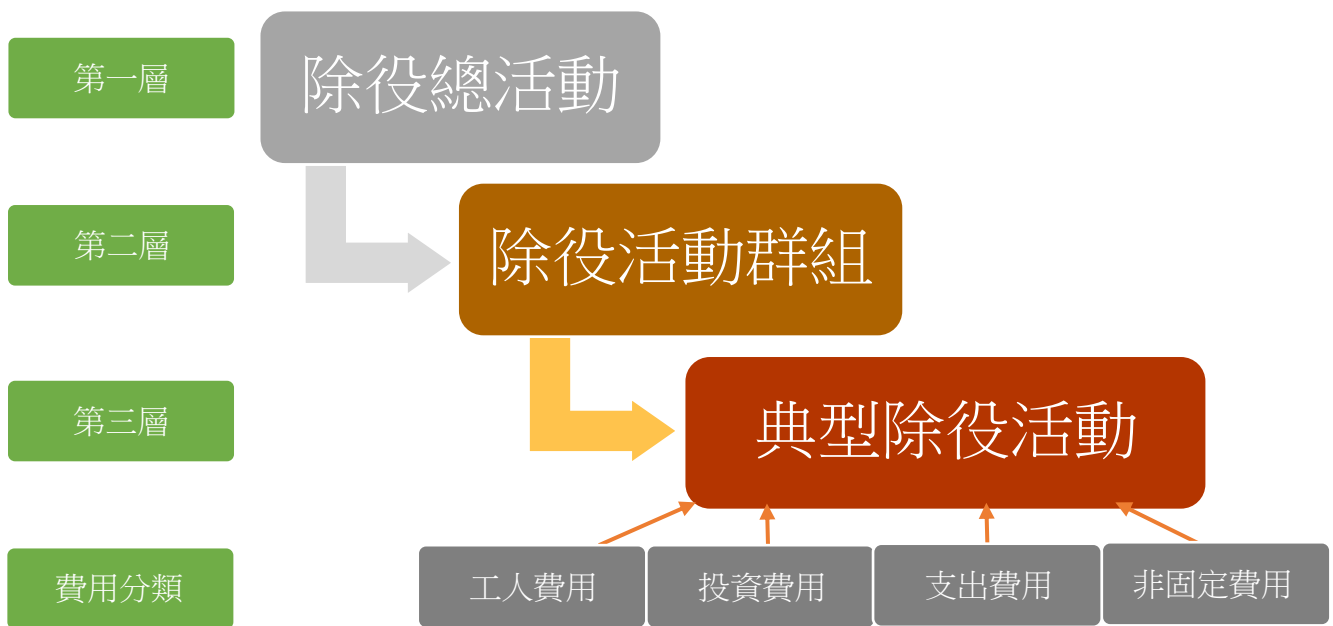 第一層
除役總活動
第二層
除役活動群組
第三層
典型除役活動
費用分類
工人費用
投資費用
支出費用
非固定費用